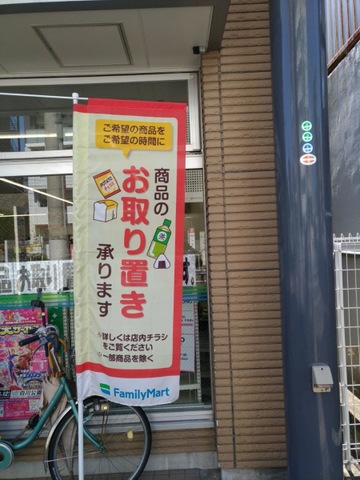 ご希望の商品を
ご希望の時間に
商品の
お取り置き
承ります
茶
※詳しくは店内チラシ
をご覧ください
※一部商品を除く
FamilyMart